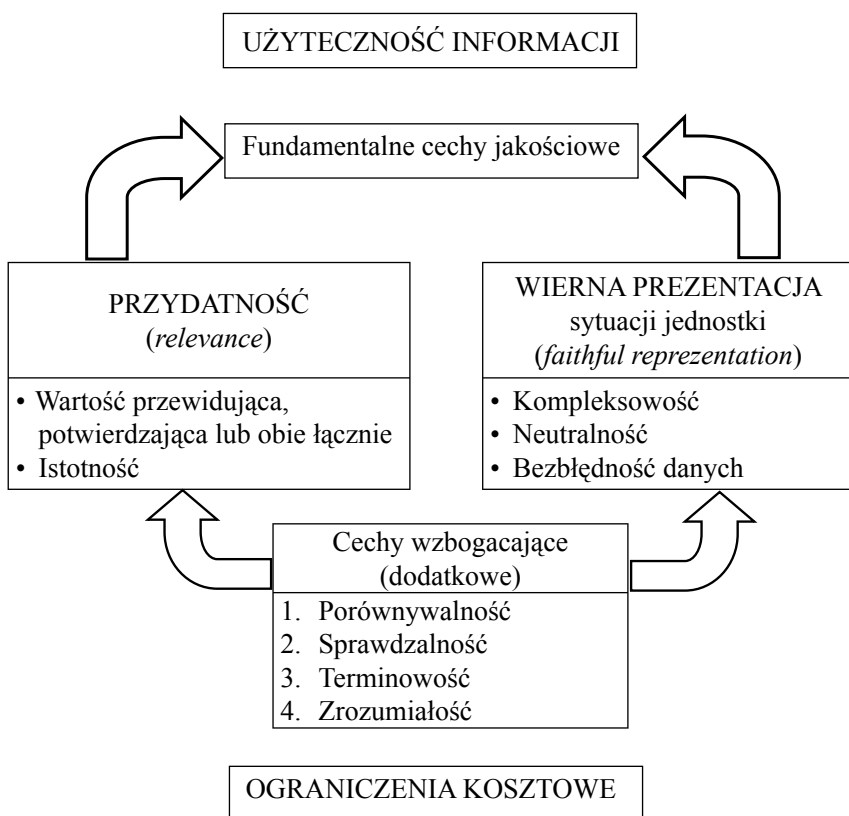 UŻYTECZNOŚĆ INFORMACJI
Fundamentalne cechy jakościowe
PRZYDATNOŚĆ
(relevance)
• Wartość przewidująca,
potwierdzająca lub obie łącznie
• Istotność
WIERNA PREZENTACJA
sytuacji jednostki
(faithful reprezentation)
• Kompleksowość
• Neutralność
• Bezbłędność danych
Cechy wzbogacające
(dodatkowe)
1. Porównywalność
2. Sprawdzalność
3. Terminowość
4. Zrozumiałość
OGRANICZENIA KOSZTOWE